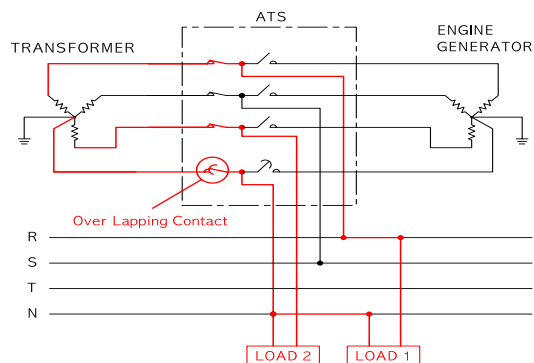 ATS
TRANSFORMER
ENGINE
GENERATOR
Over Lapping Contact
R
S
T
N
LOAD 2
LOAD 1